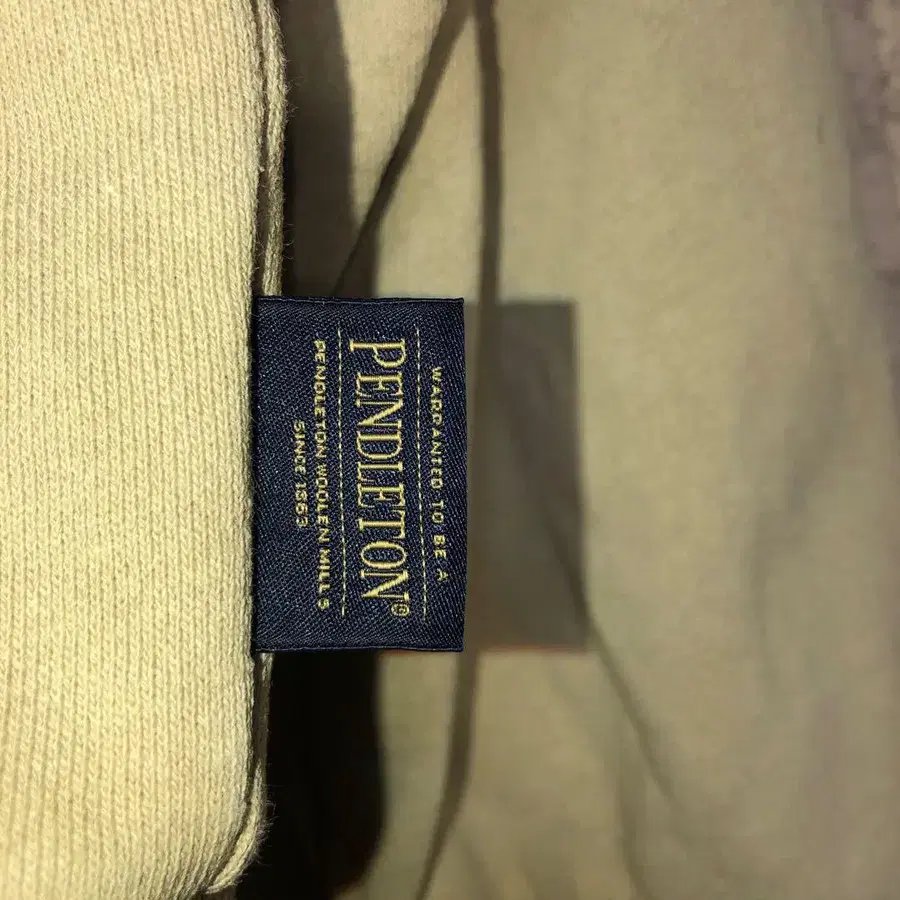 WARRANTED TO BE A
PENDLETON®
PENDLETON WOOLEN MILLS
SINCE 1863